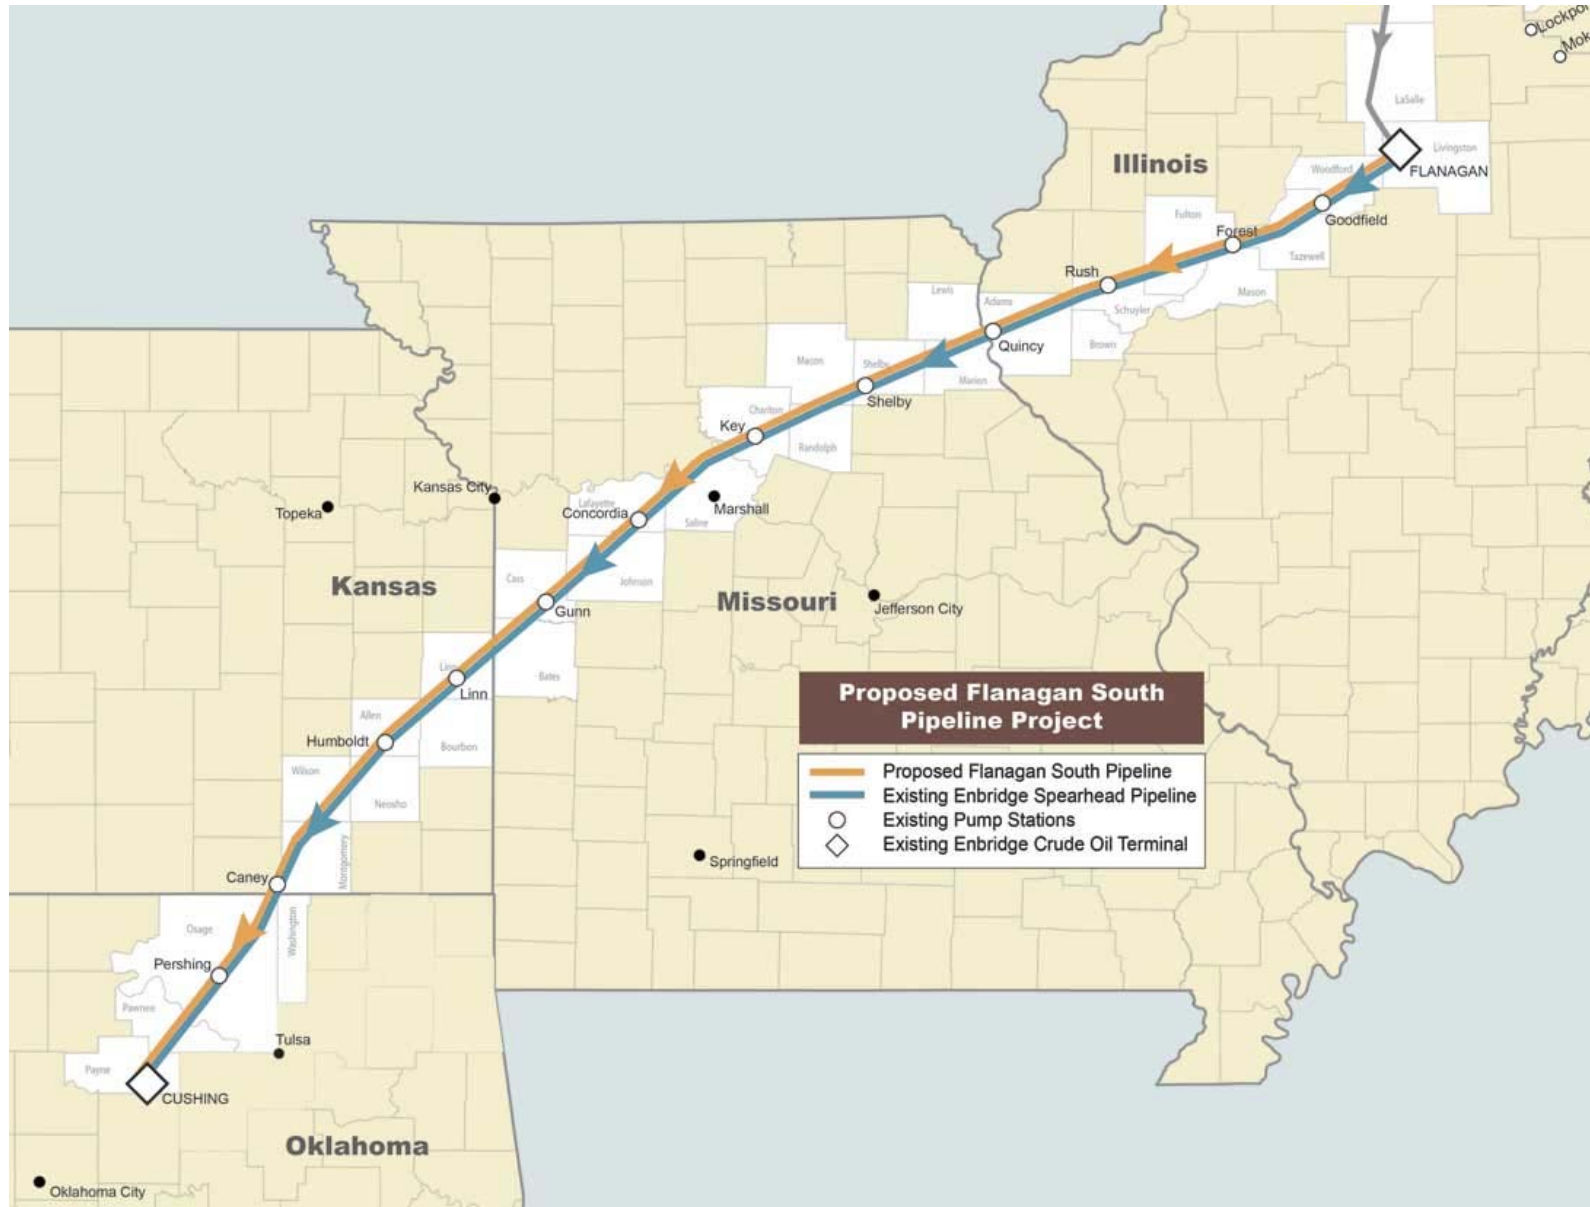 Lockpor
Mok
LaSalle
Livingston
Illinois
Woodford
FLANAGAN
Fulton
Goodfield
Forest
Tazewell
Rush
Mason
Lewis
Adams
Schuyler
Quincy
Brown
Macon
Shelby
Marion
Shelby
Chariton
Key
Randolph
Kansas City
Lafayette
Topeka
Concordia
Marshall
Saline
Kansas
Cass
Johnson
Missouri
Gunn
Jefferson City
Linn
Bates
Linn
Allen
Humboldt
Bourbon
Wilson
Neosho
Montgomery
Springfield
Caney
Osage
Washington
Pershing
Pawnee
Tulsa
Payne
CUSHING
Oklahoma
Oklahoma City
Proposed Flanagan South
Pipeline Project
Proposed Flanagan South Pipeline
Existing Enbridge Spearhead Pipeline
Existing Pump Stations
Existing Enbridge Crude Oil Terminal